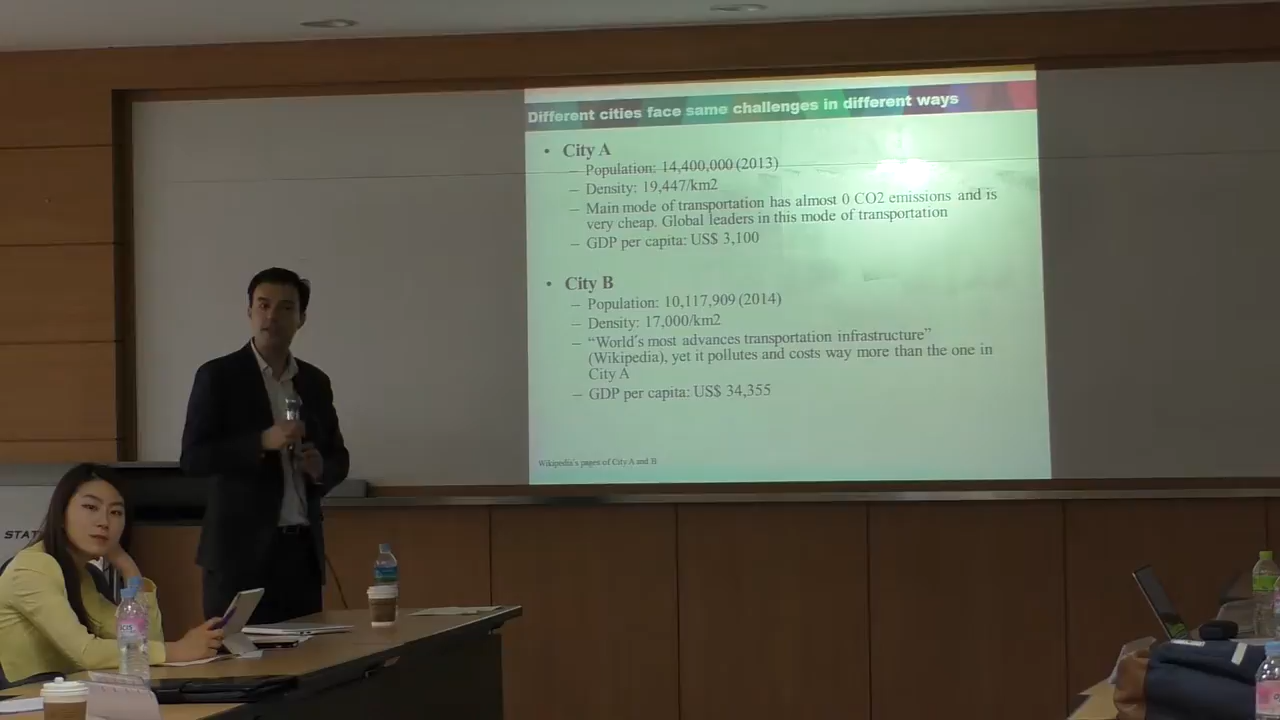 Different cities face same challenges in different ways
• City A
– Population: 14,400,000 (2013)
– Density: 19,447/km2
– Main mode of transportation has almost 0 CO2 emissions and is
very cheap. Global leaders in this mode of transportation
– GDP per capita: US$ 3,100
• City B
– Population: 10,117,909 (2014)
– Density: 17,000/km2
– “World’s most advances transportation infrastructure”
(Wikipedia), yet it pollutes and costs way more than the one in
City A
– GDP per capita: US$ 34,355
Wikipedia's pages of City A and B